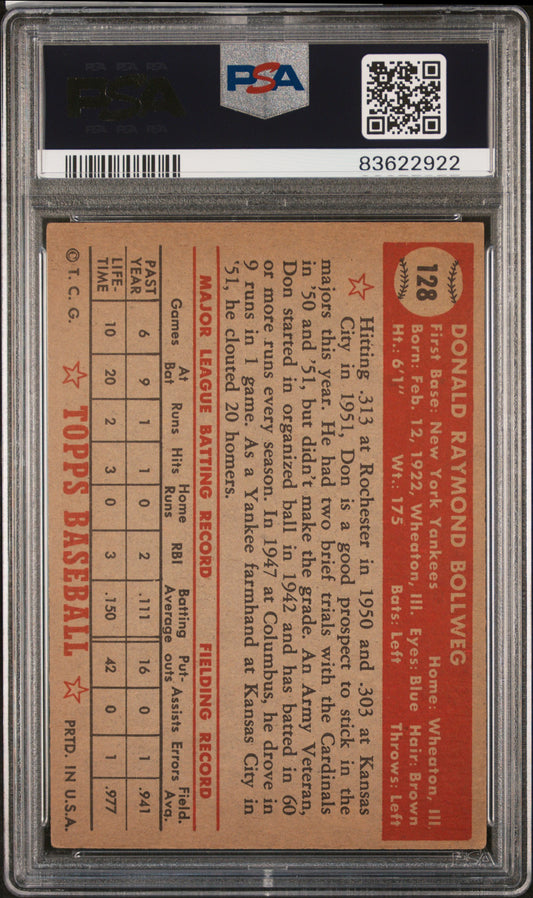 PSA PSA PSA
PSA
PSA PSA PSA
PSA
83622922
128
DONALD RAYMOND BOLLWEG
First Base: New York Yankees Home: Wheaton, Ill
Born: Feb. 12, 1922, Wheaton, Ill. Eyes: Blue Hair: Brown
Ht.: 6'1" Wt.: 175 Bats: Left Throws: Left
Hitting .313 at Rochester in 1950 and .303 at Kansas
City in 1951, Don is a good prospect to stick in the
majors this year. He had two brief trials with the Cardinals
in '50 and '51, but didn't make the grade. An Army Veteran,
Don started in organized ball in 1942 and has batted in 60
or more runs every season. In 1947 at Columbus, he drove in
9 runs in 1 game. As a Yankee farmhand at Kansas City in
'51, he clouted 20 homers.
MAJOR LEAGUE BATTING RECORD FIELDING RECORD
Games At Bat Runs Hits Home Runs RBI Batting Average Put-outs Assists Errors Field. Avg.
PAST YEAR 6 9 1 1 0 2 .111 16 0 1 .941
LIFE-TIME 10 20 2 3 0 3 .150 42 0 1 .977
© T. C. G. TOPPS BASEBALL PRTD. IN U.S.A.
PSA